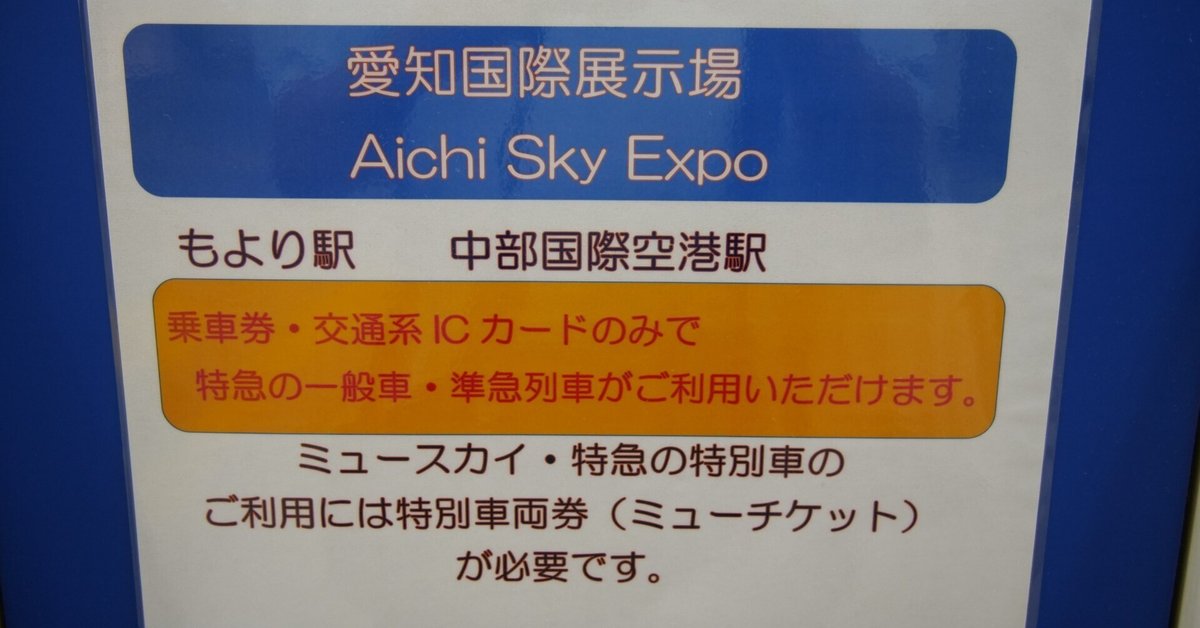 愛知国際展示場
Aichi Sky Expo
もより駅 中部国際空港駅
乗車券・交通系ICカードのみで
特急の一般車・準急列車がご利用いただけます。
ミュースカイ・特急の特別車の
ご利用には特別車両券（ミューチケット）
が必要です。